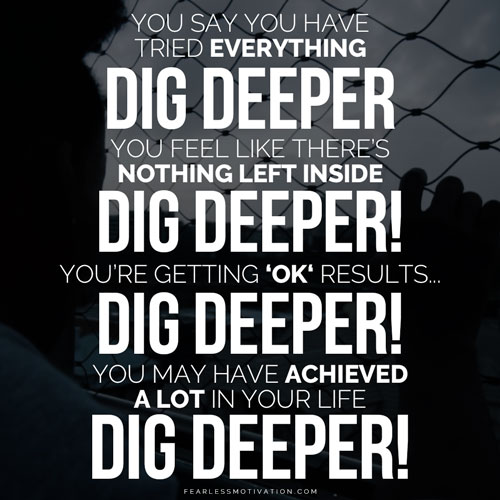 YOU SAY YOU HAVE
TRIED EVERYTHING
DIG DEEPER
YOU FEEL LIKE THERE'S
NOTHING LEFT INSIDE
DIG DEEPER!
YOU'RE GETTING ‘OK‘ RESULTS...
DIG DEEPER!
YOU MAY HAVE ACHIEVED
A LOT IN YOUR LIFE
DIG DEEPER!
FEARLESSMOTIVATION.COM